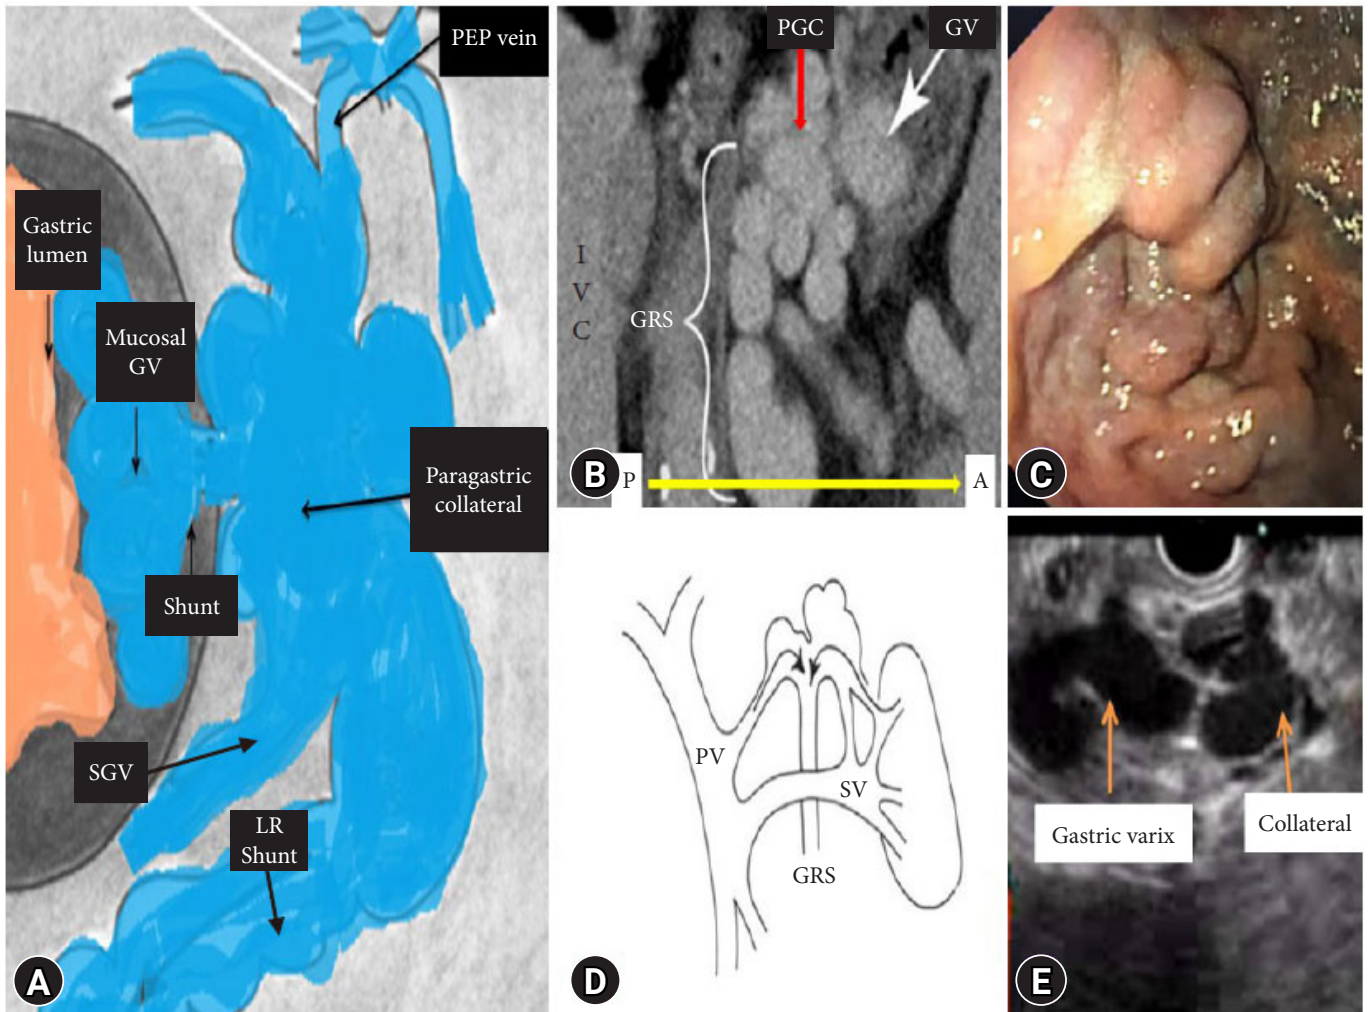 PEP vein
Gastric
lumen
Mucosal
GV
Paragastric
collateral
Shunt
SGV
LR
Shunt
A
PGC
GV
I
V
C
GRS
P
A
B
C
PV
SV
GRS
D
Gastric varix
Collateral
E